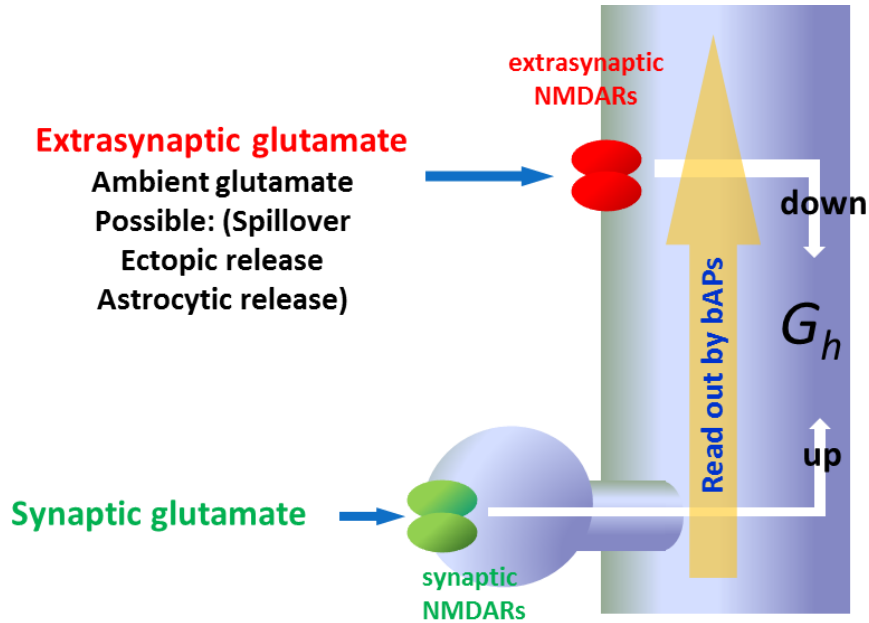 extrasynaptic
NMDARs
Extrasynaptic glutamate
Ambient glutamate
Possible: (Spillover
Ectopic release
Astrocytic release)
down
Read out by bAPs
G_h
up
Synaptic glutamate
synaptic
NMDARs